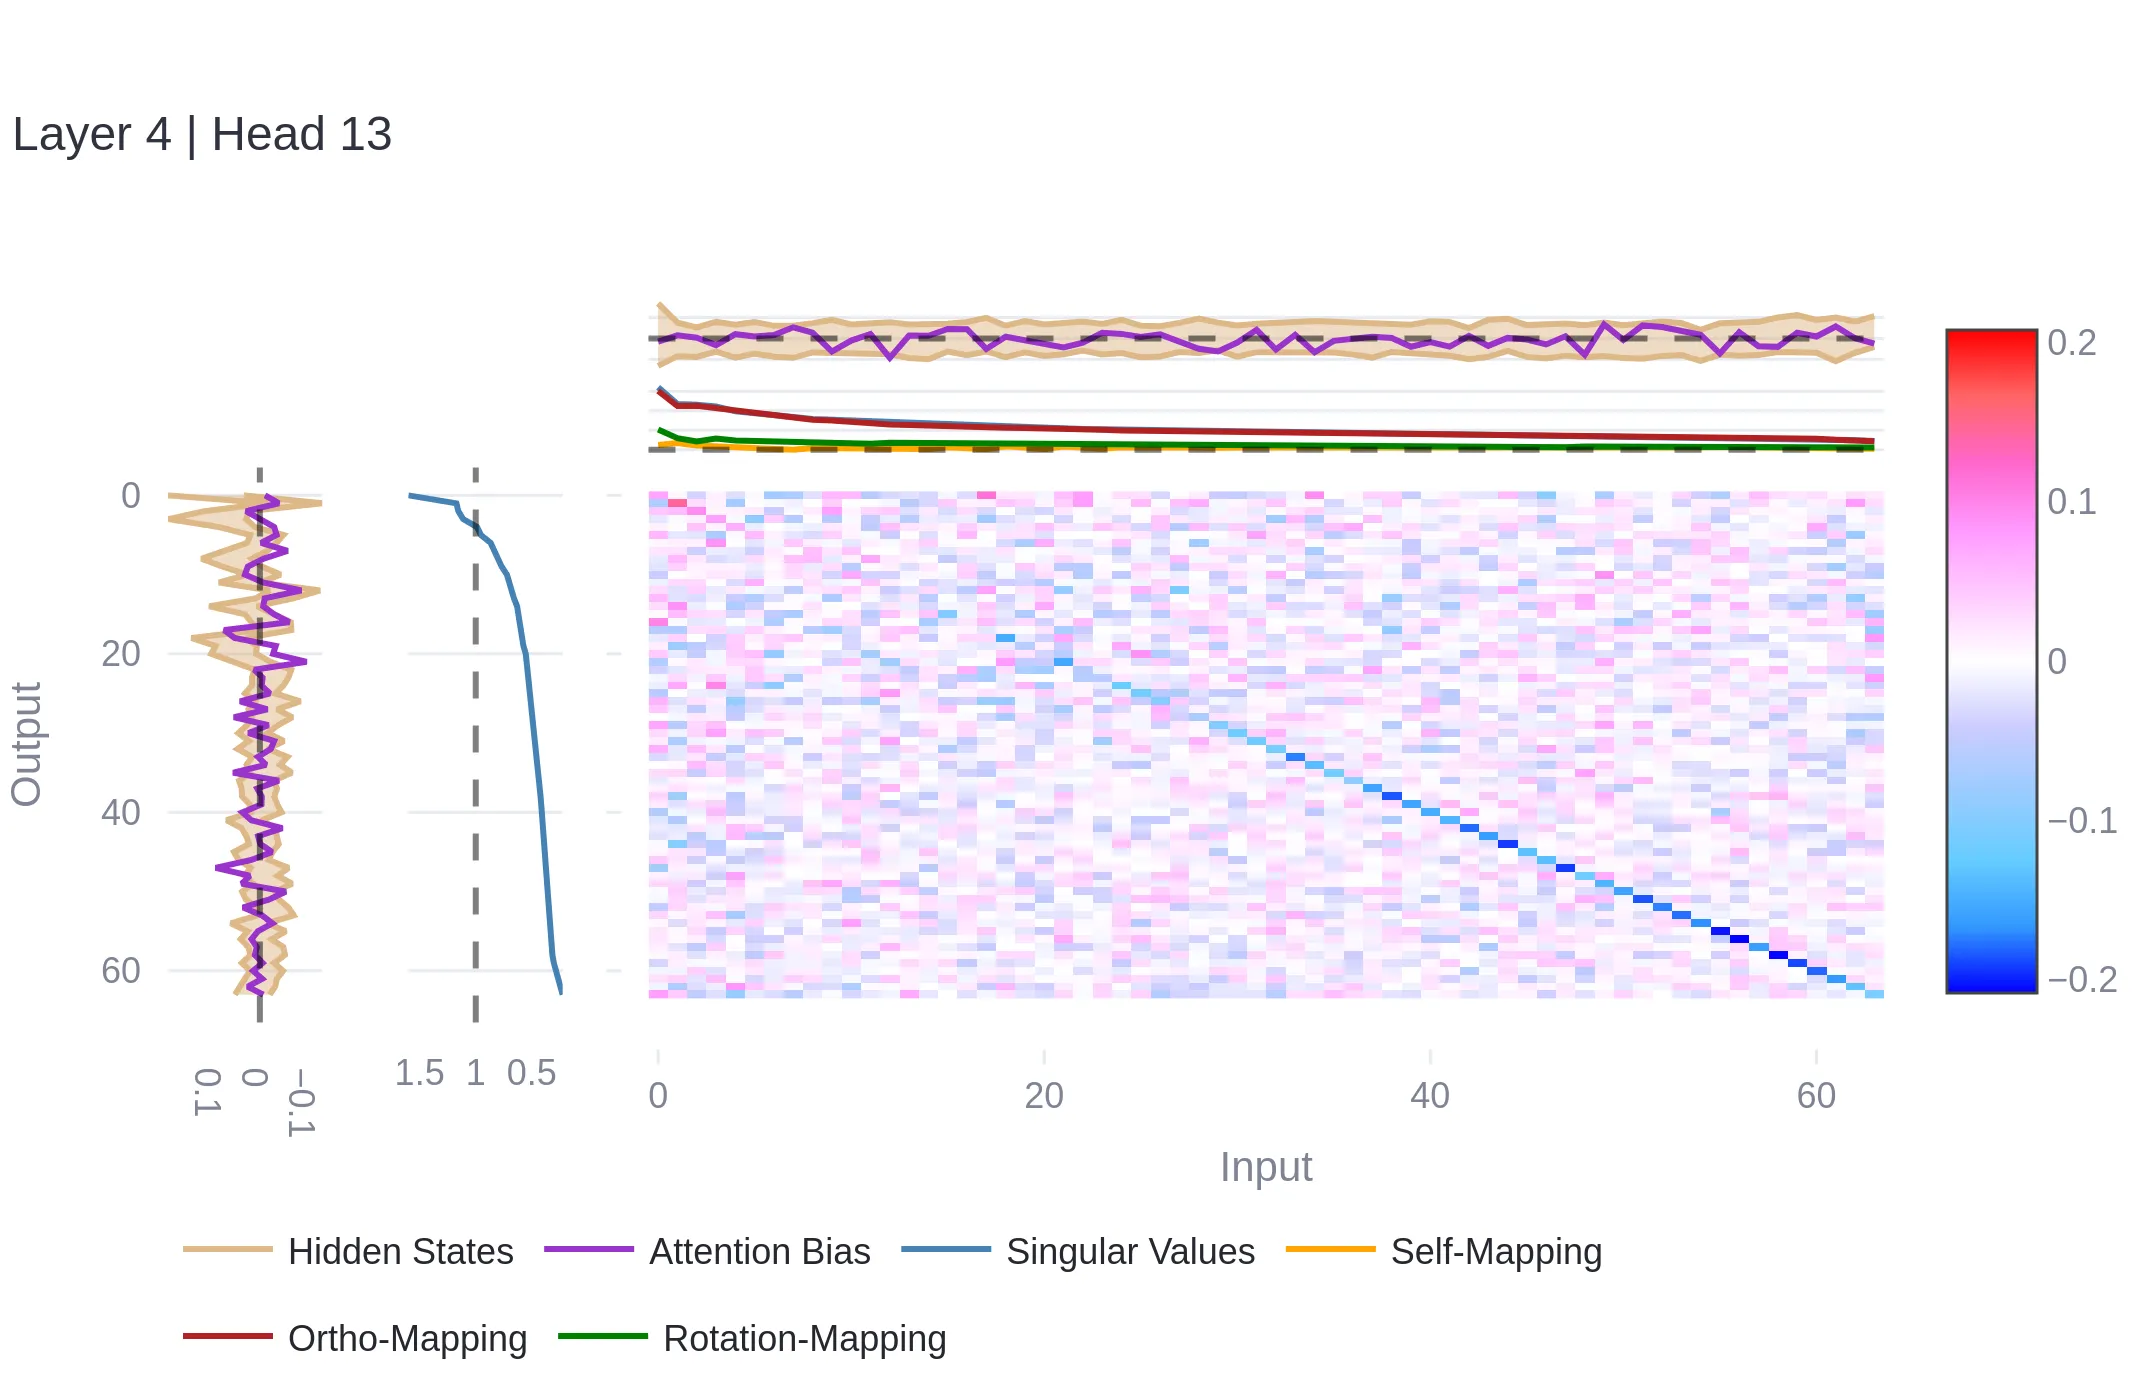 Layer 4 | Head 13
0
20
40
60
Output
0.1
0
−0.1
1.5
1
0.5
0
20
40
60
Input
0.2
0.1
0
−0.1
−0.2
Hidden States
Attention Bias
Singular Values
Self-Mapping
Ortho-Mapping
Rotation-Mapping